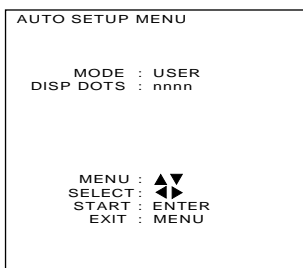 AUTO SETUP MENU
MODE : USER
DISP DOTS : nnnn
MENU : ▲▼
SELECT : ◀▶
START : ENTER
EXIT : MENU